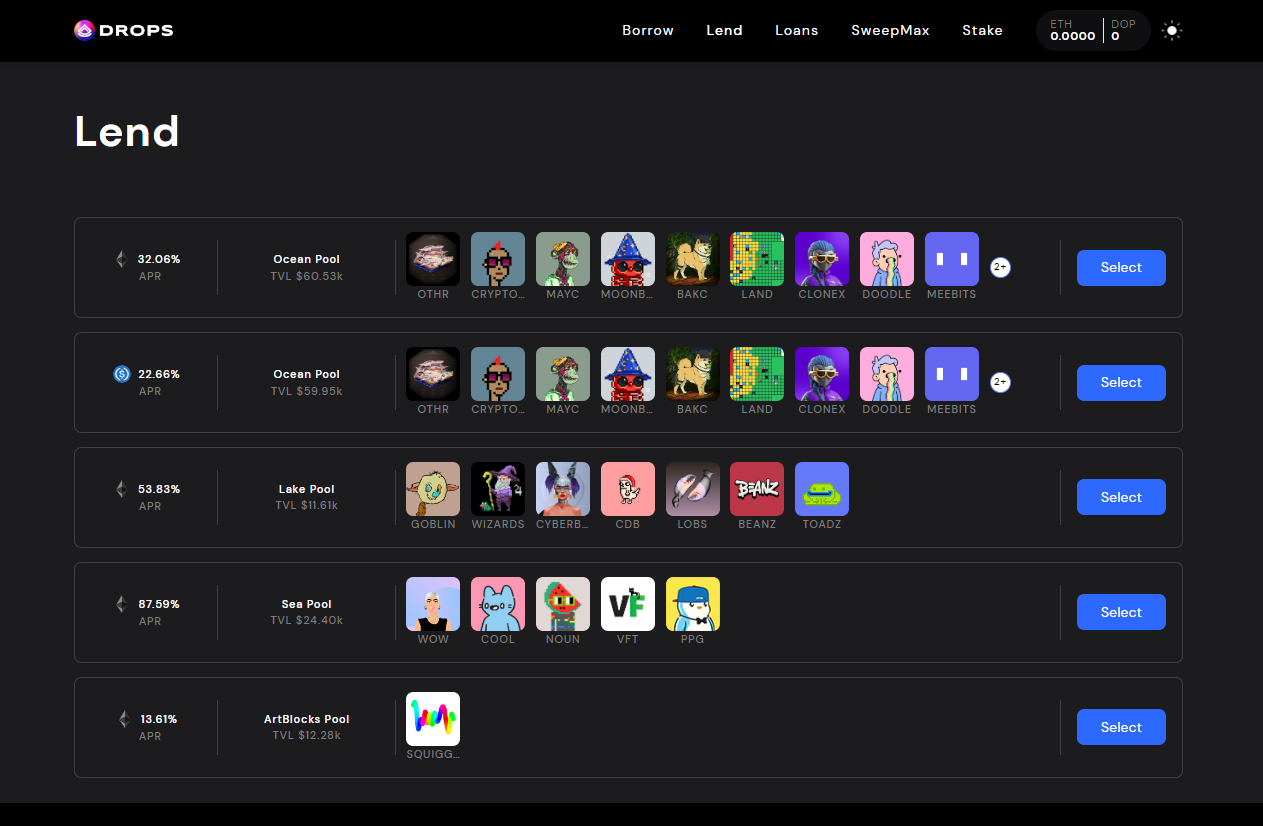 DROPS
Borrow Lend Loans SweepMax Stake
ETH DOP
0.0000 0
Lend
32.06% Ocean Pool
APR TVL $60.53k
2+
Select
OTHR CRYPTO... MAYC MOONB... BAKC LAND CLONEX DOODLE MEEBITS
22.66% Ocean Pool
APR TVL $59.95k
2+
Select
OTHR CRYPTO... MAYC MOONB... BAKC LAND CLONEX DOODLE MEEBITS
53.83% Lake Pool
APR TVL $11.61k
BEANZ
Select
GOBLIN WIZARDS CYBERB... CDB LOBS BEANZ TOADZ
87.59% Sea Pool
APR TVL $24.40k
VF
Select
WOW COOL NOUN VFT PPG
13.61% ArtBlocks Pool
APR TVL $12.28k
Select
SQUIGG...